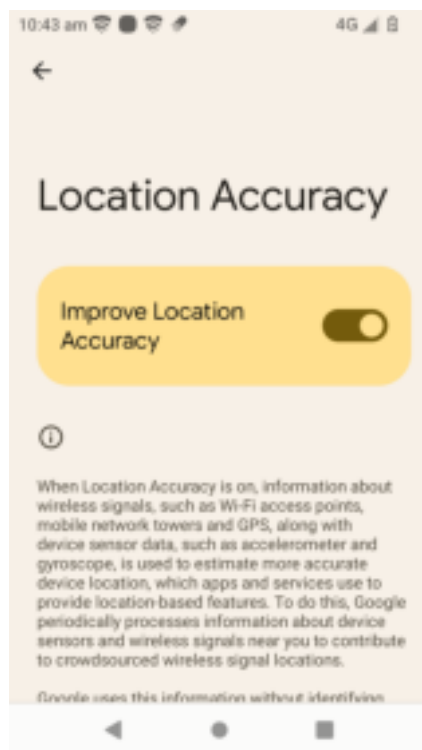 10:43 am
4G
Location Accuracy
Improve Location
Accuracy
When Location Accuracy is on, information about
wireless signals, such as Wi-Fi access points,
mobile network towers and GPS, along with
device sensor data, such as accelerometer and
gyroscope, is used to estimate more accurate
device location, which apps and services use to
provide location-based features. To do this, Google
periodically processes information about device
sensors and wireless signals near you to contribute
to crowdsourced wireless signal locations.
Google uses this information without identifying